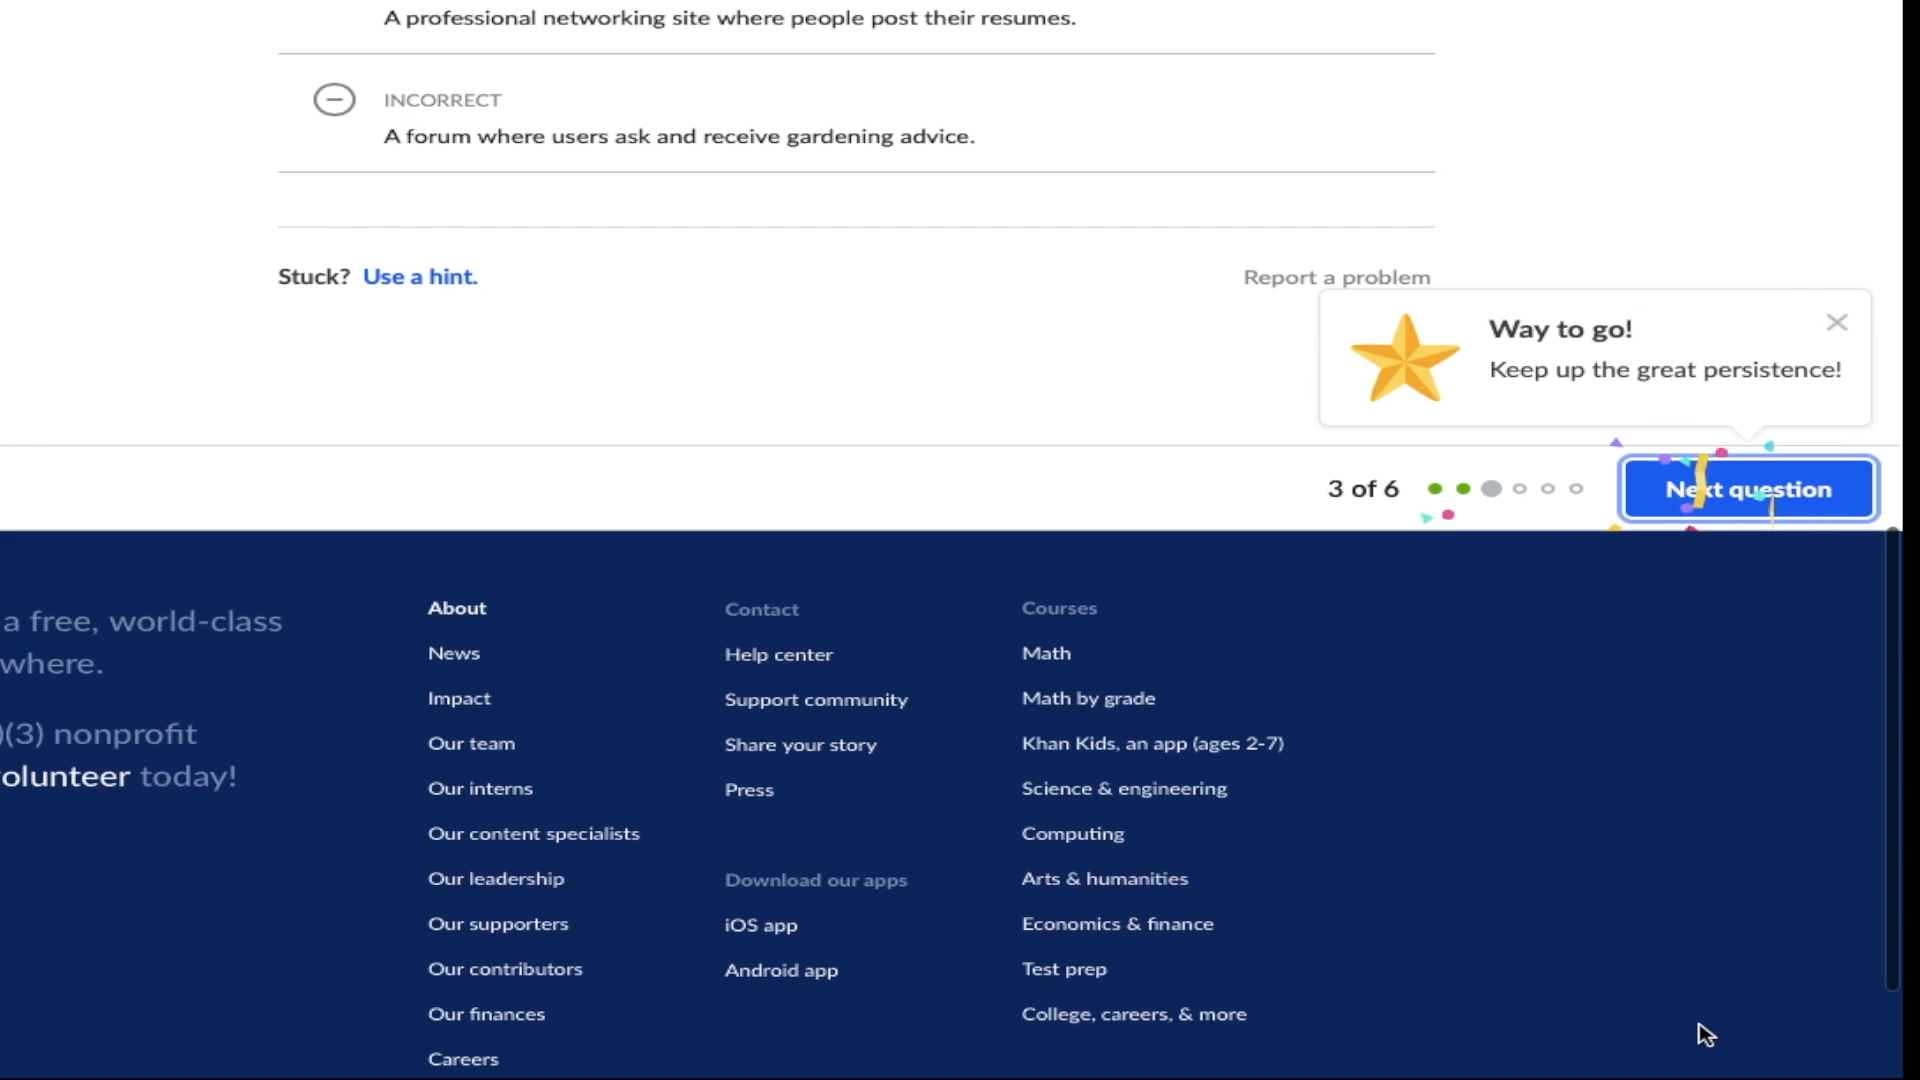 A professional networking site where people post their resumes.
INCORRECT
A forum where users ask and receive gardening advice.
Stuck? Use a hint.
Report a problem
Way to go!
Keep up the great persistence!
3 of 6
Next question
a free, world-class
where.
)(3) nonprofit
olunteer today!
About
News
Impact
Our team
Our interns
Our content specialists
Our leadership
Our supporters
Our contributors
Our finances
Careers
Contact
Help center
Support community
Share your story
Press
Download our apps
iOS app
Android app
Courses
Math
Math by grade
Khan Kids, an app (ages 2-7)
Science & engineering
Computing
Arts & humanities
Economics & finance
Test prep
College, careers, & more